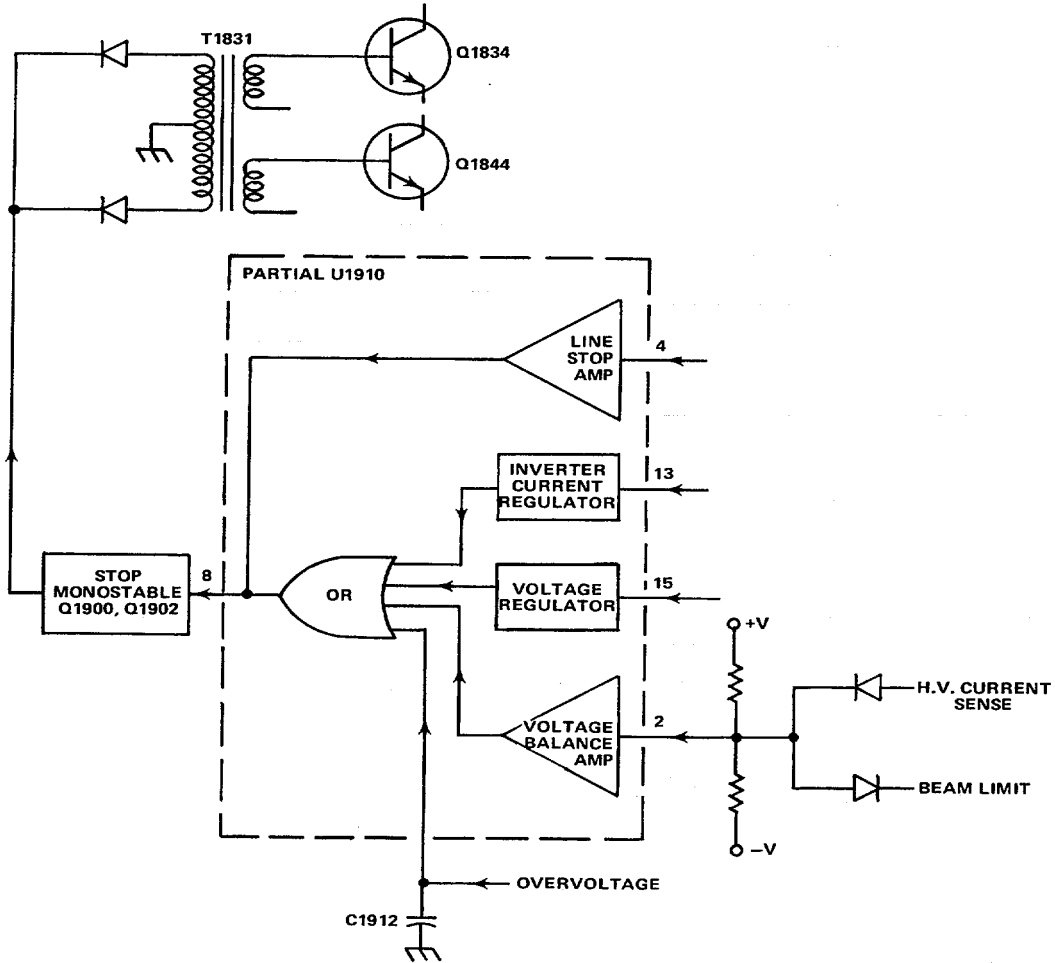 T1831
Q1834
Q1844
PARTIAL U1910
LINE
STOP
AMP
4
INVERTER
CURRENT
REGULATOR
13
STOP
MONOSTABLE
Q1900, Q1902
8
OR
VOLTAGE
REGULATOR
15
+V
H.V. CURRENT
SENSE
VOLTAGE
BALANCE
AMP
2
BEAM LIMIT
–V
OVERVOLTAGE
C1912